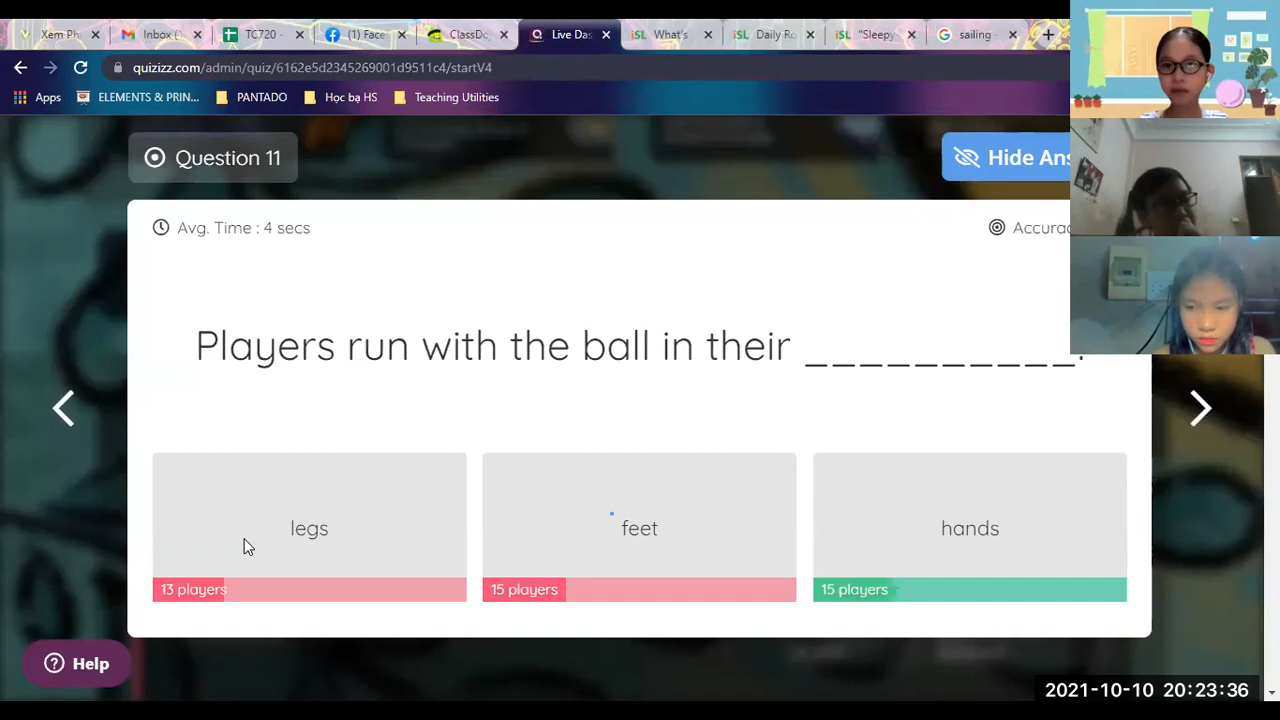 Xem Ph
Inbox (
TC720 -
(1) Face
ClassDo
Live Das
iSL What's
iSL Daily Ro
iSL "Sleepy
sailing -
quizizz.com/admin/quiz/6162e5d2345269001d9511c4/startV4
Apps
ELEMENTS & PRIN...
PANTADO
Học bạ HS
Teaching Utilities
Question 11
Hide Ans
Avg. Time : 4 secs
Accurac
Players run with the ball in their __________.
legs
feet
hands
13 players
15 players
15 players
Help
2021-10-10 20:23:36